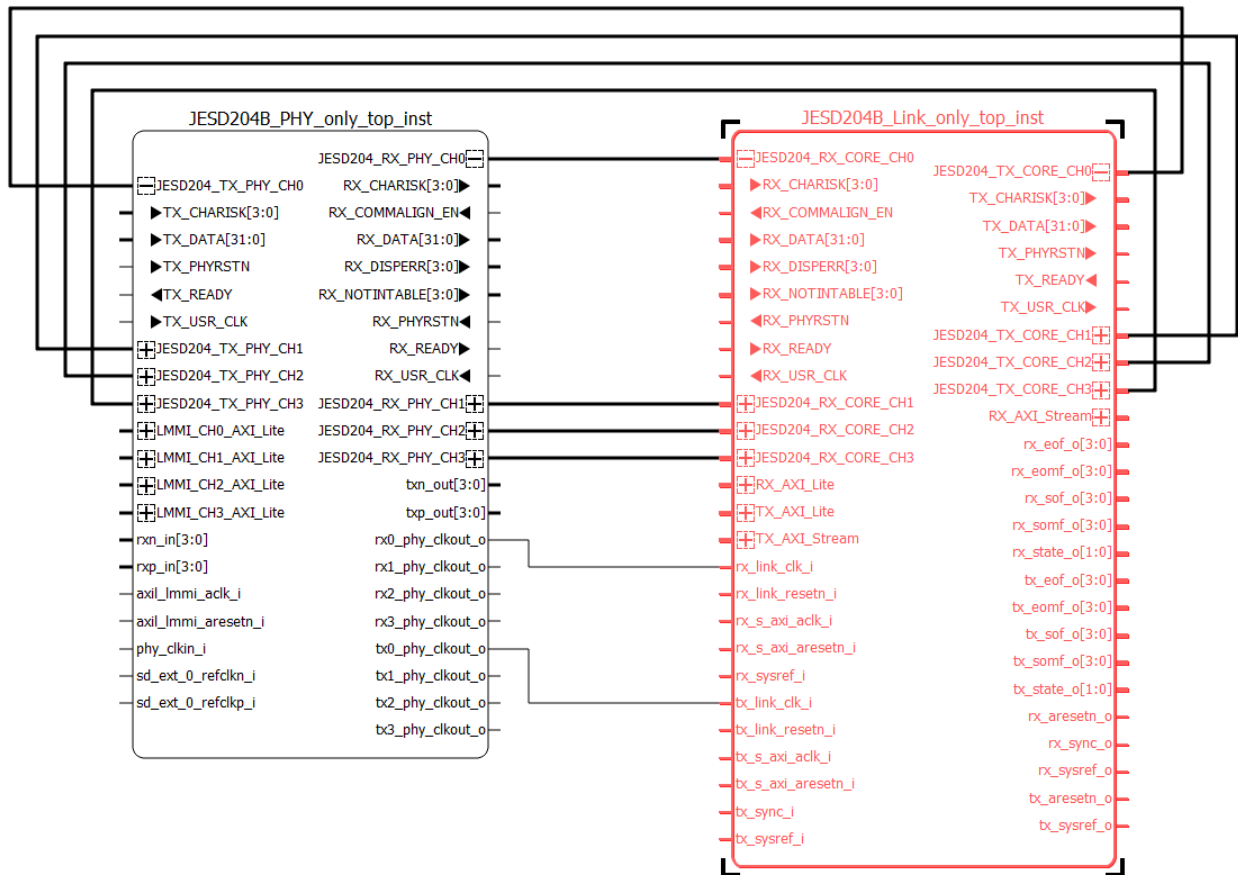 JESD204B_PHY_only_top_inst
JESD204_RX_PHY_CH0
JESD204_TX_PHY_CH0
RX_CHARISK[3:0]
TX_CHARISK[3:0]
RX_COMMALIGN_EN
TX_DATA[31:0]
RX_DATA[31:0]
TX_PHYRSTN
RX_DISPERR[3:0]
TX_READY
RX_NOTINTABLE[3:0]
TX_USR_CLK
RX_PHYRSTN
JESD204_TX_PHY_CH1
RX_READY
JESD204_TX_PHY_CH2
RX_USR_CLK
JESD204_TX_PHY_CH3
JESD204_RX_PHY_CH1
LMMI_CH0_AXI_Lite
JESD204_RX_PHY_CH2
LMMI_CH1_AXI_Lite
JESD204_RX_PHY_CH3
LMMI_CH2_AXI_Lite
txn_out[3:0]
LMMI_CH3_AXI_Lite
txp_out[3:0]
rxn_in[3:0]
rx0_phy_clkout_o
rxp_in[3:0]
rx1_phy_clkout_o
axil_lmmi_aclk_i
rx2_phy_clkout_o
axil_lmmi_aresetn_i
rx3_phy_clkout_o
phy_clkin_i
tx0_phy_clkout_o
sd_ext_0_refclkn_i
tx1_phy_clkout_o
sd_ext_0_refclkp_i
tx2_phy_clkout_o
tx3_phy_clkout_o
JESD204B_Link_only_top_inst
JESD204_RX_CORE_CH0
JESD204_TX_CORE_CH0
RX_CHARISK[3:0]
TX_CHARISK[3:0]
RX_COMMALIGN_EN
TX_DATA[31:0]
RX_DATA[31:0]
TX_PHYRSTN
RX_DISPERR[3:0]
TX_READY
RX_NOTINTABLE[3:0]
TX_USR_CLK
RX_PHYRSTN
JESD204_TX_CORE_CH1
RX_READY
JESD204_TX_CORE_CH2
RX_USR_CLK
JESD204_TX_CORE_CH3
JESD204_RX_CORE_CH1
RX_AXI_Stream
JESD204_RX_CORE_CH2
rx_eof_o[3:0]
JESD204_RX_CORE_CH3
rx_eomf_o[3:0]
RX_AXI_Lite
rx_sof_o[3:0]
TX_AXI_Lite
rx_somf_o[3:0]
TX_AXI_Stream
rx_state_o[1:0]
rx_link_clk_i
tx_eof_o[3:0]
rx_link_resetn_i
tx_eomf_o[3:0]
rx_s_axi_aclk_i
tx_sof_o[3:0]
rx_s_axi_aresetn_i
tx_somf_o[3:0]
rx_sysref_i
tx_state_o[1:0]
tx_link_clk_i
rx_aresetn_o
tx_link_resetn_i
rx_sync_o
tx_s_axi_aclk_i
rx_sysref_o
tx_s_axi_aresetn_i
tx_aresetn_o
tx_sync_i
tx_sysref_o
tx_sysref_i